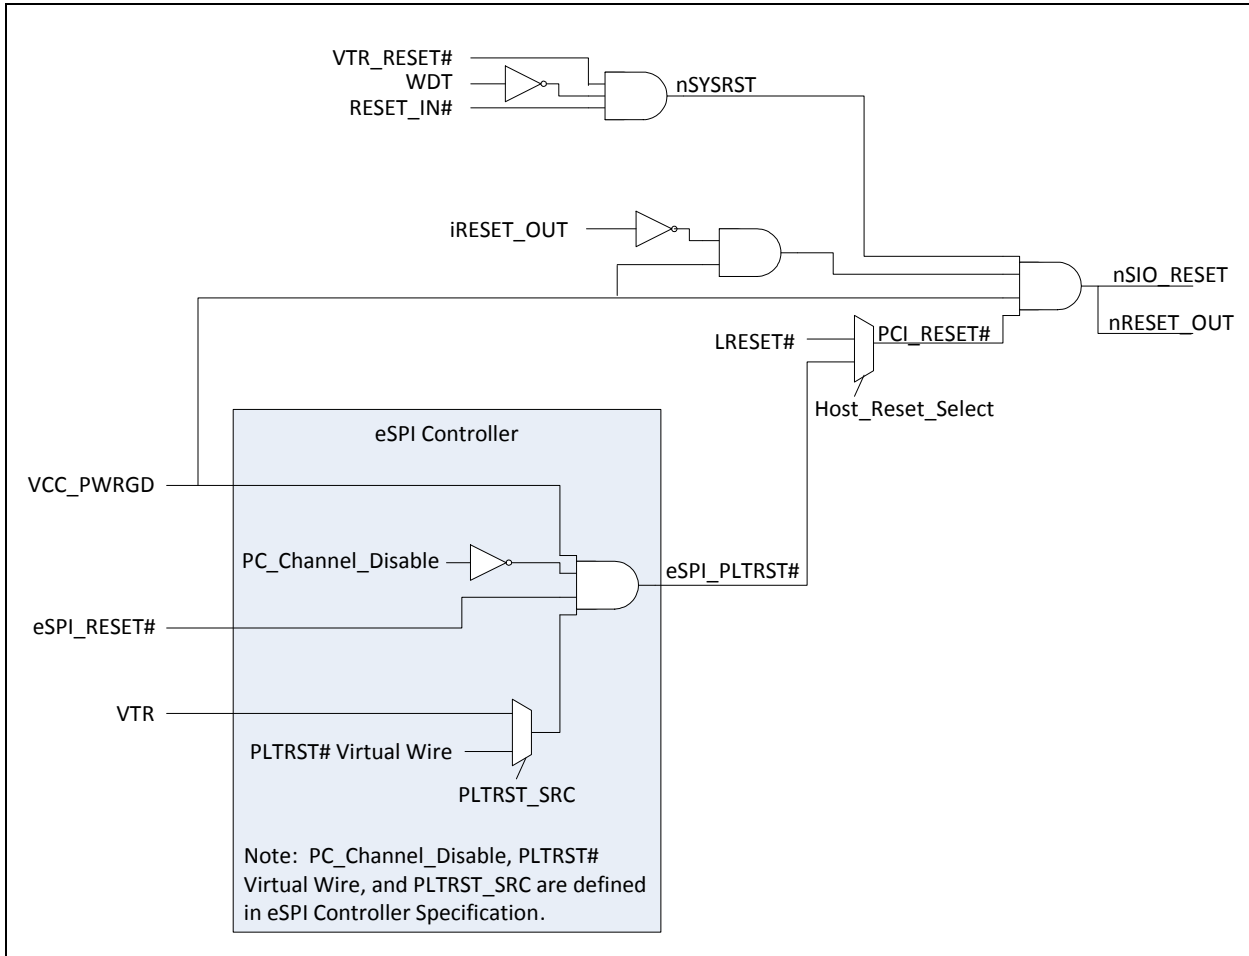 VTR_RESET#
WDT
RESET_IN#
nSYSRST
iRESET_OUT
nSIO_RESET
nRESET_OUT
LRESET#
PCI_RESET#
Host_Reset_Select
eSPI Controller
VCC_PWRGD
PC_Channel_Disable
eSPI_PLTRST#
eSPI_RESET#
VTR
PLTRST# Virtual Wire
PLTRST_SRC
Note:  PC_Channel_Disable, PLTRST#
Virtual Wire, and PLTRST_SRC are defined
in eSPI Controller Specification.